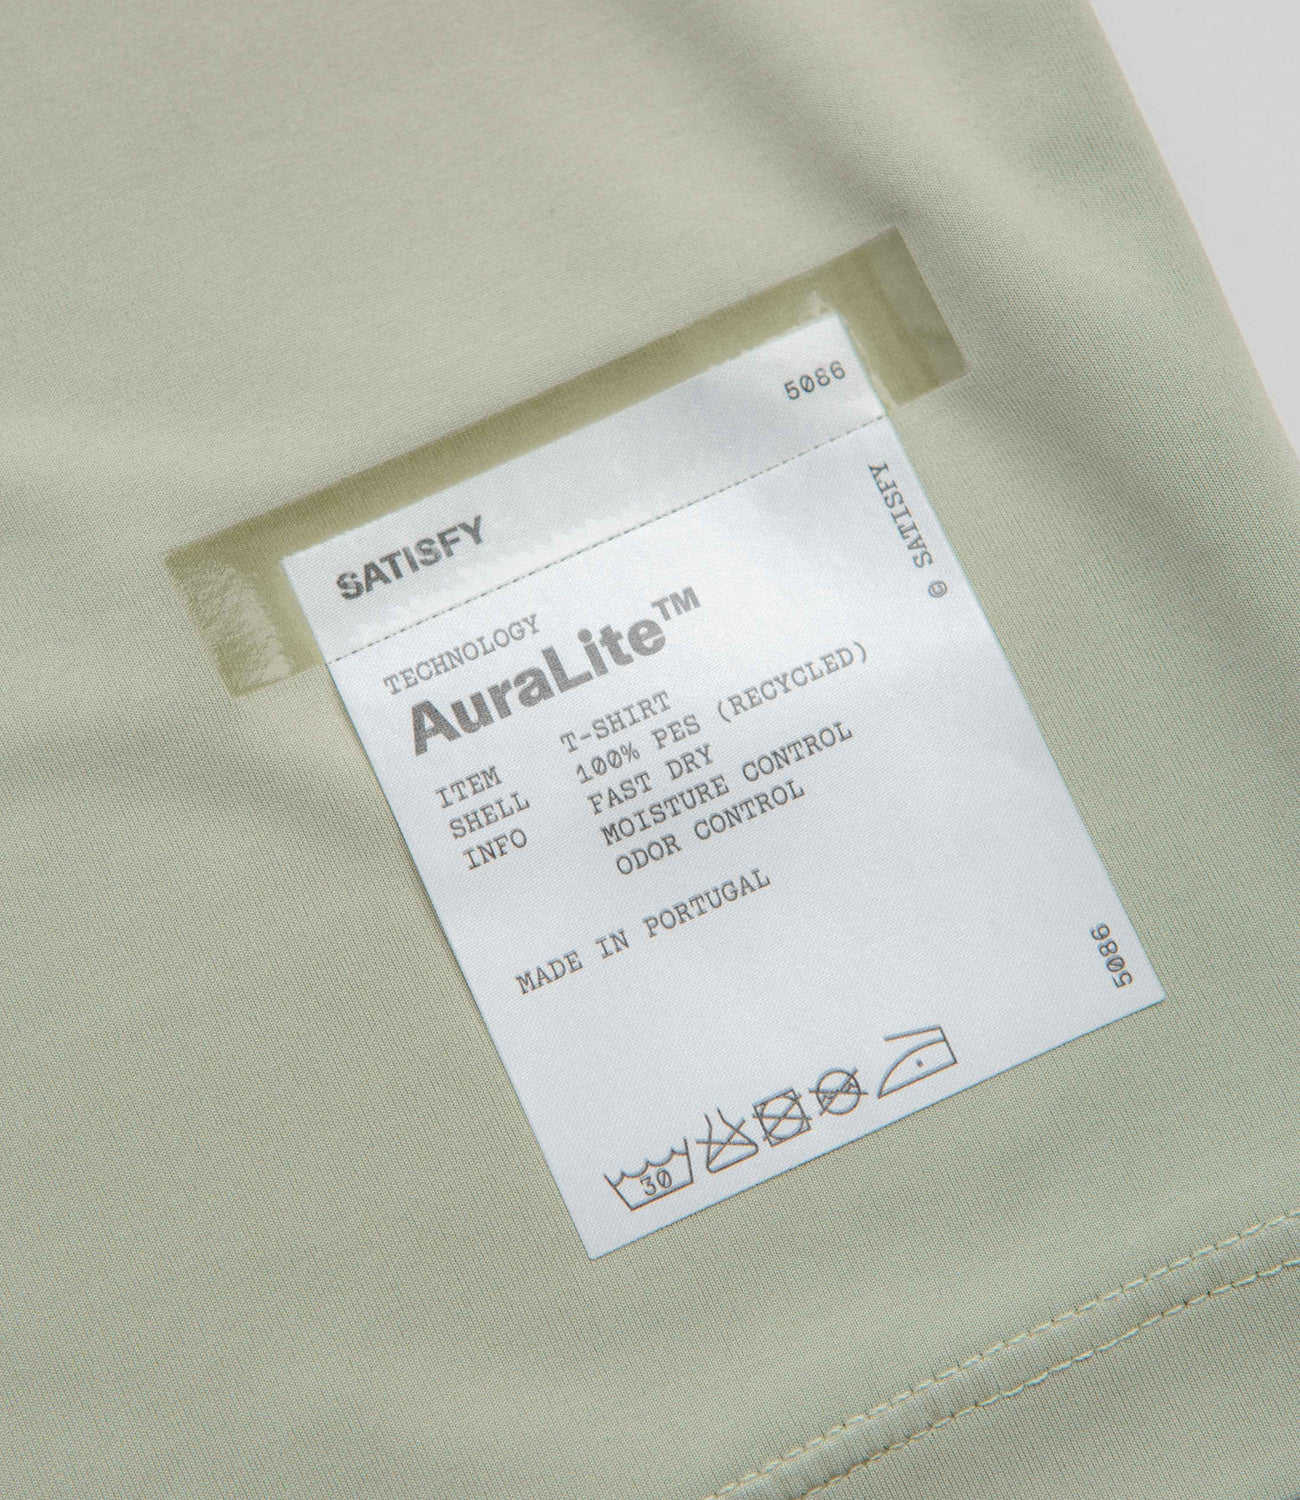 SATISFY 5086
© SATISFY
TECHNOLOGY
AuraLite™
ITEM T-SHIRT
SHELL 100% PES (RECYCLED)
INFO FAST DRY
MOISTURE CONTROL
ODOR CONTROL
MADE IN PORTUGAL
5086
30